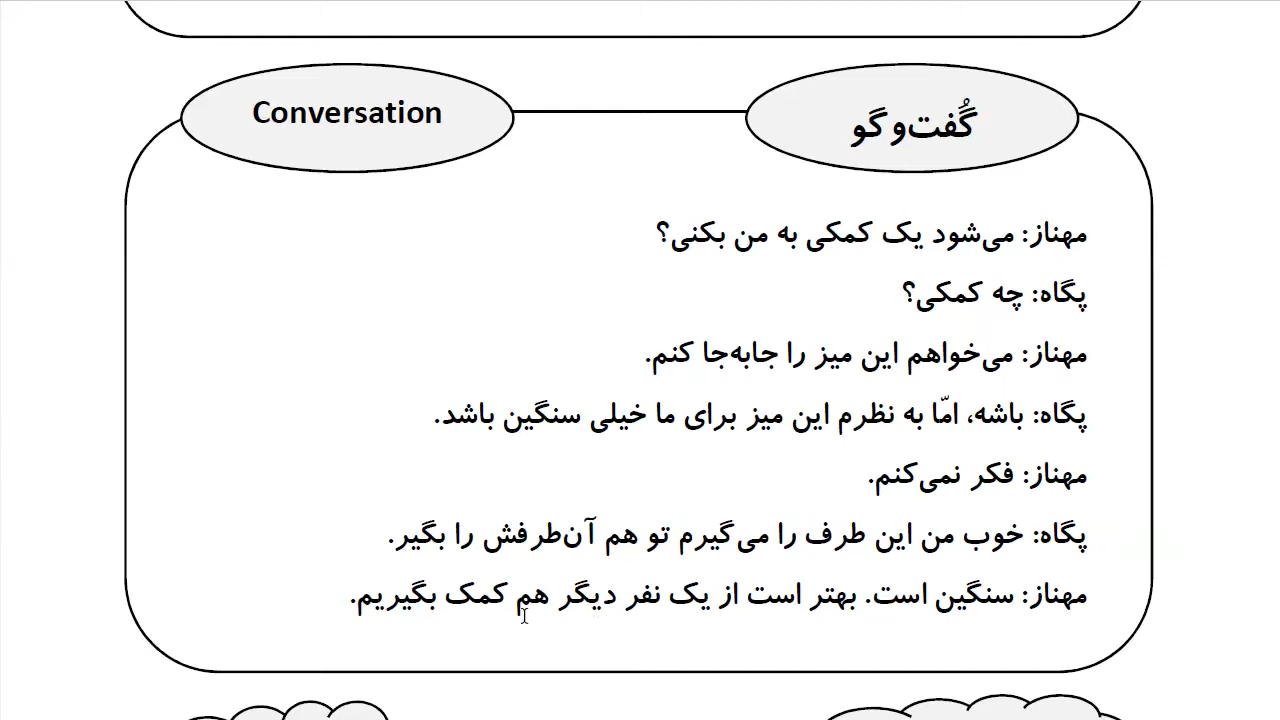 Conversation
گُفت‌و‌گو
مهناز: می‌شود یک کمکی به من بکنی؟
پگاه: چه کمکی؟
مهناز: می‌خواهم این میز را جابه‌جا کنم.
پگاه: باشه، امّا به نظرم این میز برای ما خیلی سنگین باشد.
مهناز: فکر نمی‌کنم.
پگاه: خوب من این طرف را می‌گیرم تو هم آن‌طرفش را بگیر.
مهناز: سنگین است. بهتر است از یک نفر دیگر هم کمک بگیریم.